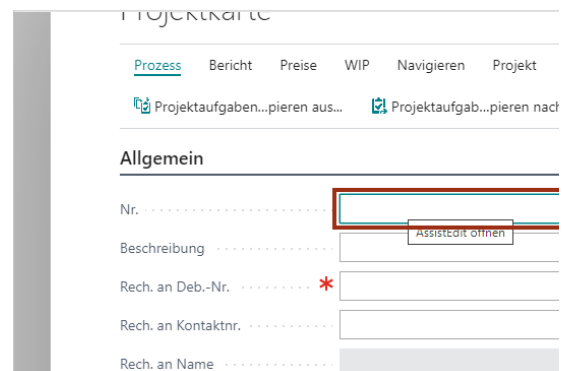 Projektkarte
Prozess Bericht Preise WIP Navigieren Projekt
Projektaufgaben...pieren aus... Projektaufgab...pieren nach
Allgemein
Nr.
AssistEdit öffnen
Beschreibung
Rech. an Deb.-Nr. *
Rech. an Kontaktnr.
Rech. an Name